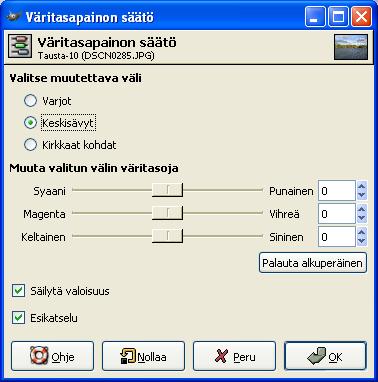 Väritasapainon säätö
Väritasapainon säätö
Tausta-10 (DSCN0285.JPG)
Valitse muutettava väli
Varjot
Keskisävyt
Kirkkaat kohdat
Muuta valitun välin väritasoja
Syaani Punainen 0
Magenta Vihreä 0
Keltainen Sininen 0
Palauta alkuperäinen
Säilytä valoisuus
Esikatselu
Ohje Nollaa Peru OK